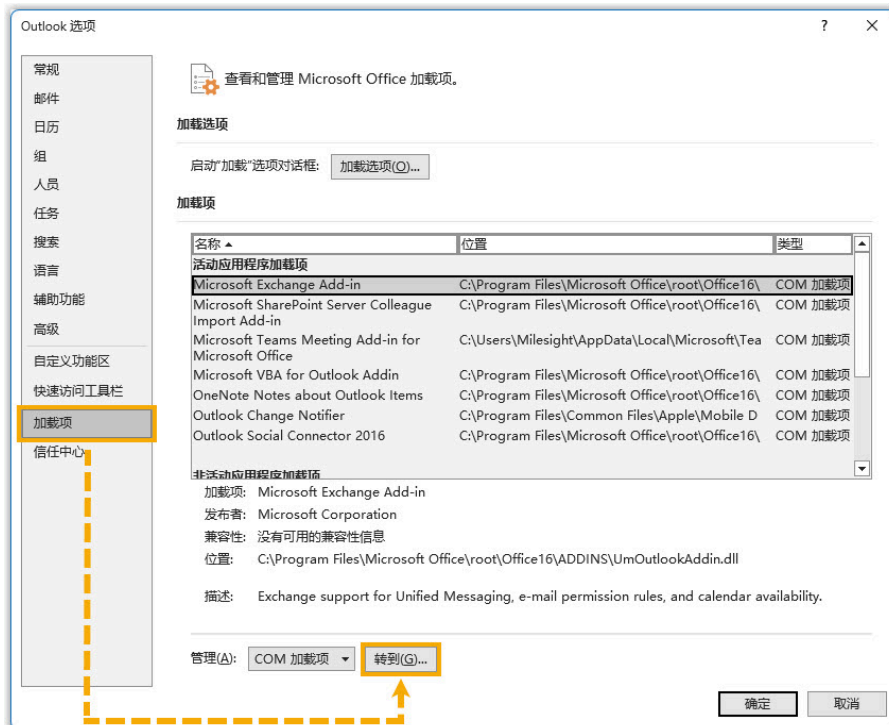 Outlook 选项
?
×
常规
邮件
日历
组
人员
任务
搜索
语言
辅助功能
高级
自定义功能区
快速访问工具栏
加载项
信任中心
查看和管理 Microsoft Office 加载项。
加载选项
启动"加载"选项对话框: 加载选项(O)...
加载项
名称 位置 类型
活动应用程序加载项
Microsoft Exchange Add-in C:\Program Files\Microsoft Office\root\Office16\ COM 加载项
Microsoft SharePoint Server Colleague C:\Program Files\Microsoft Office\root\Office16\ COM 加载项
Import Add-in
Microsoft Teams Meeting Add-in for C:\Users\Milesight\AppData\Local\Microsoft\Tea COM 加载项
Microsoft Office
Microsoft VBA for Outlook Addin C:\Program Files\Microsoft Office\root\Office16\ COM 加载项
OneNote Notes about Outlook Items C:\Program Files\Microsoft Office\root\Office16\ COM 加载项
Outlook Change Notifier C:\Program Files\Common Files\Apple\Mobile D COM 加载项
Outlook Social Connector 2016 C:\Program Files\Microsoft Office\root\Office16\ COM 加载项
非活动应用程序加载项
加载项: Microsoft Exchange Add-in
发布者: Microsoft Corporation
兼容性: 没有可用的兼容性信息
位置: C:\Program Files\Microsoft Office\root\Office16\ADDINS\UmOutlookAddin.dll
描述: Exchange support for Unified Messaging, e-mail permission rules, and calendar availability.
管理(A): COM 加载项 转到(G)...
确定 取消